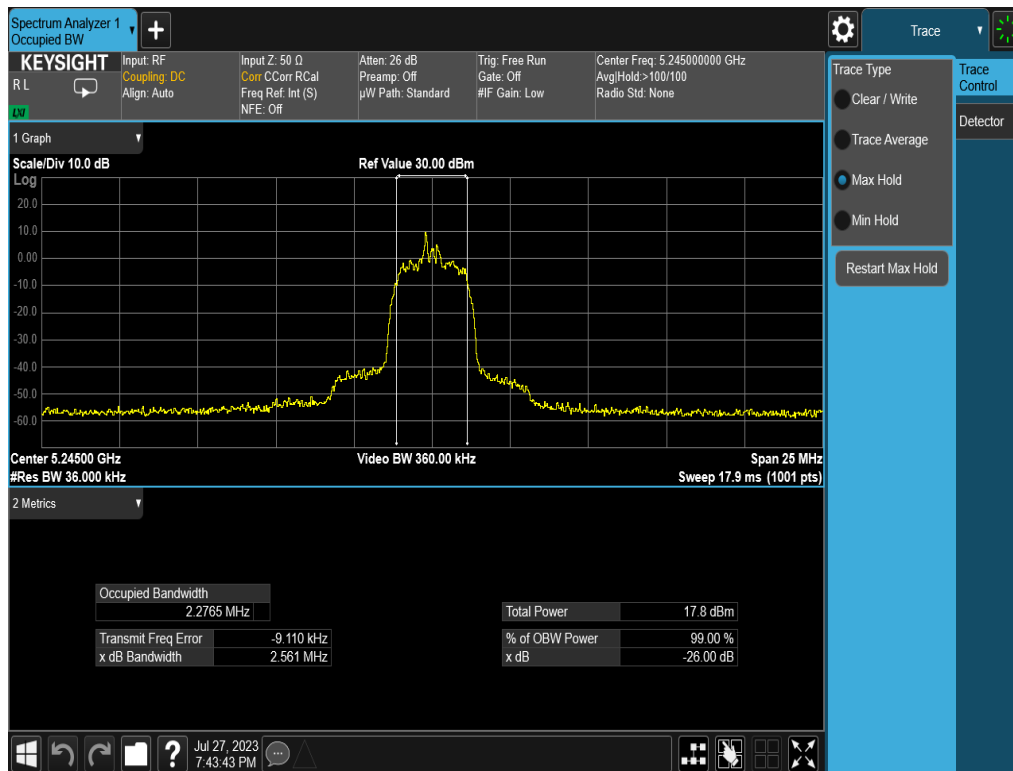 Spectrum Analyzer 1
Occupied BW
+
Trace
KEYSIGHT
R L
LXI
Input: RF
Coupling: DC
Align: Auto
Input Z: 50 Ω
Corr CCorr RCal
Freq Ref: Int (S)
NFE: Off
Atten: 26 dB
Preamp: Off
µW Path: Standard
Trig: Free Run
Gate: Off
#IF Gain: Low
Center Freq: 5.245000000 GHz
Avg|Hold:>100/100
Radio Std: None
Trace Type
Clear / Write
Trace Average
Max Hold
Min Hold
Restart Max Hold
Trace
Control
Detector
1 Graph
Scale/Div 10.0 dB
Ref Value 30.00 dBm
Log
20.0
10.0
0.00
-10.0
-20.0
-30.0
-40.0
-50.0
-60.0
Center 5.24500 GHz
Video BW 360.00 kHz
Span 25 MHz
#Res BW 36.000 kHz
Sweep 17.9 ms (1001 pts)
2 Metrics
Occupied Bandwidth
2.2765 MHz
Total Power 17.8 dBm
Transmit Freq Error -9.110 kHz
% of OBW Power 99.00 %
x dB Bandwidth 2.561 MHz
x dB -26.00 dB
?
Jul 27, 2023
7:43:43 PM